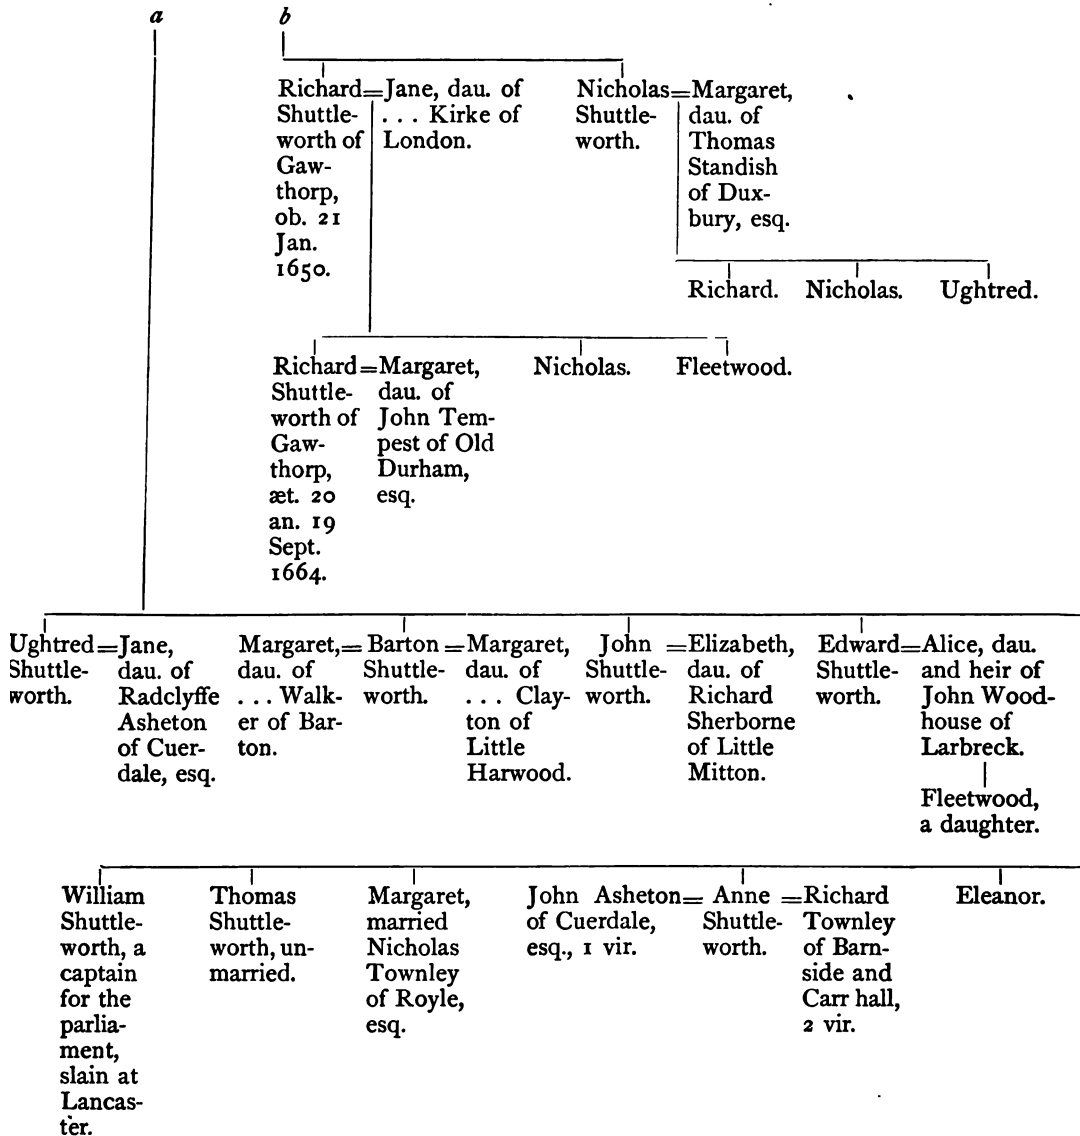 a
b
Richard=Jane, dau. of
Shuttle-
worth of
Gaw-
thorp,
ob. 21
Jan.
1650.
. . . Kirke of
London.
Nicholas=Margaret,
Shuttle-
worth.
dau. of
Thomas
Standish
of Dux-
bury, esq.
Richard. Nicholas. Ughtred.
Richard=Margaret,
Shuttle-
worth of
Gaw-
thorp,
æt. 20
an. 19
Sept.
1664.
dau. of
John Tem-
pest of Old
Durham,
esq.
Nicholas. Fleetwood.
Ughtred=Jane,
Shuttle-
worth.
dau. of
Radclyffe
Asheton
of Cuer-
dale, esq.
Margaret,=
dau. of
. . . Walk-
er of Bar-
ton.
Barton=
Shuttle-
worth.
Margaret,
dau. of
. . . Clay-
ton of
Little
Harwood.
John
Shuttle-
worth.
=Elizabeth,
dau. of
Richard
Sherborne
of Little
Mitton.
Edward=Alice, dau.
Shuttle-
worth.
and heir of
John Wood-
house of
Larbreck.
Fleetwood,
a daughter.
William
Shuttle-
worth, a
captain
for the
parlia-
ment,
slain at
Lancas-
ter.
Thomas
Shuttle-
worth, un-
married.
Margaret,
married
Nicholas
Townley
of Royle,
esq.
John Asheton=
of Cuerdale,
esq., 1 vir.
Anne
Shuttle-
worth.
=Richard
Townley
of Barn-
side and
Carr hall,
2 vir.
Eleanor.